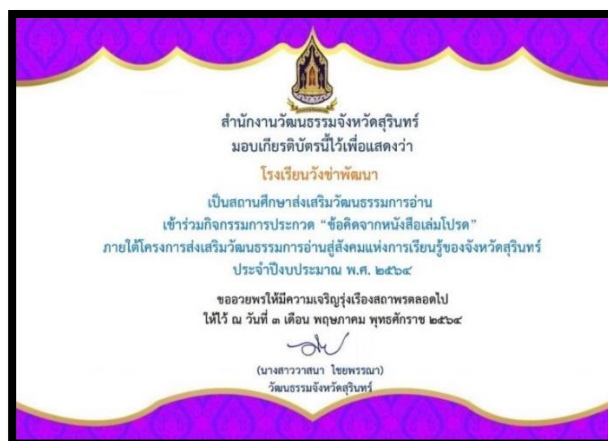 สำนักงานวัฒนธรรมจังหวัดสุรินทร์
มอบเกียรติบัตรนี้ไว้เพื่อแสดงว่า
โรงเรียนวังข่าพัฒนา
เป็นสถานศึกษาส่งเสริมวัฒนธรรมการอ่าน
เข้าร่วมกิจกรรมการประกวด "ข้อคิดจากหนังสือเล่มโปรด"
ภายใต้โครงการส่งเสริมวัฒนธรรมการอ่านสู่สังคมแห่งการเรียนรู้ของจังหวัดสุรินทร์
ประจำปีงบประมาณ พ.ศ. ๒๕๖๔
ขออวยพรให้มีความเจริญรุ่งเรืองสถาพรตลอดไป
ให้ไว้ ณ วันที่ ๓ เดือน พฤษภาคม พุทธศักราช ๒๕๖๔
(นางสาววาสนา ไชยพรรณา)
วัฒนธรรมจังหวัดสุรินทร์